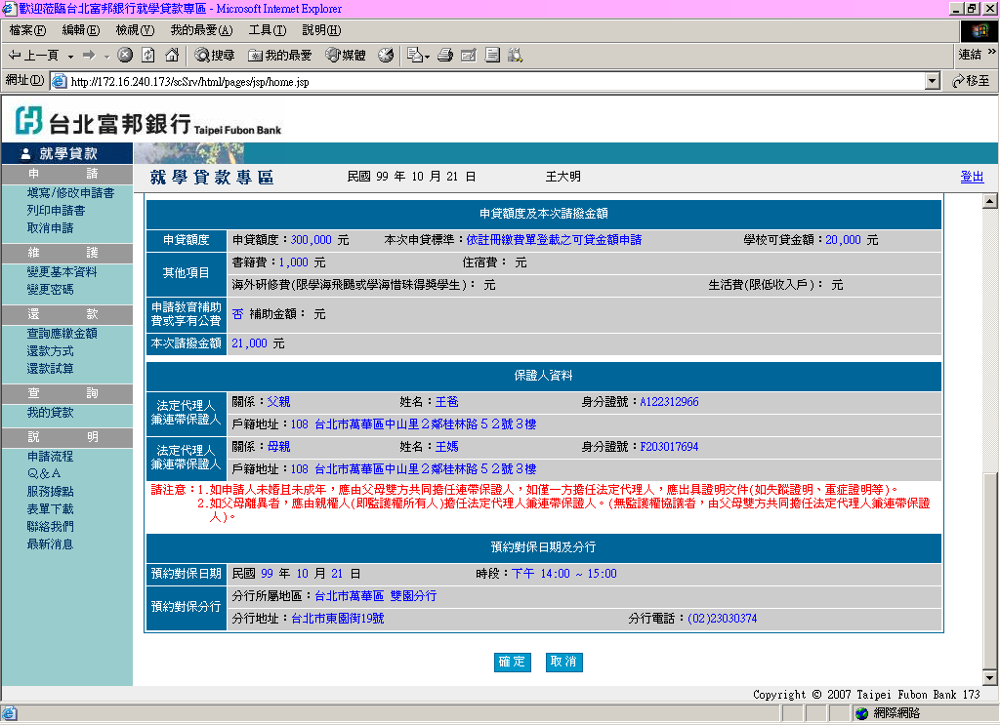 歡迎蒞臨台北富邦銀行就學貸款專區 - Microsoft Internet Explorer
檔案(F) 編輯(E) 檢視(V) 我的最愛(A) 工具(T) 說明(H)
上一頁 搜尋 我的最愛 媒體 連結 »
網址(D) http://172.16.240.173/scSrv/html/pages/jsp/home.jsp 移至
台北富邦銀行 Taipei Fubon Bank
就學貸款
申 請
填寫/修改申請書
列印申請書
取消申請
維 護
變更基本資料
變更密碼
還 款
查詢應繳金額
還款方式
還款試算
查 詢
我的貸款
說 明
申請流程
Q&A
服務據點
表單下載
聯絡我們
最新消息
就學貸款專區 民國 99 年 10 月 21 日 王大明 登出
申貸額度及本次請撥金額
申貸額度 申貸額度：300,000 元 本次申貸標準：依註冊繳費單登載之可貸金額申請 學校可貸金額：20,000 元
其他項目 書籍費：1,000 元 住宿費： 元
海外研修費(限學海飛颺或學海惜珠得獎學生)： 元 生活費(限低收入戶)： 元
申請教育補助費或享有公費 否 補助金額： 元
本次請撥金額 21,000 元
保證人資料
法定代理人兼連帶保證人 關係：父親 姓名：王爸 身分證號：A122312966
戶籍地址：108 台北市萬華區中山里２鄰桂林路５２號３樓
法定代理人兼連帶保證人 關係：母親 姓名：王媽 身分證號：F203017694
戶籍地址：108 台北市萬華區中山里２鄰桂林路５２號３樓
請注意：1.如申請人未婚且未成年，應由父母雙方共同擔任連帶保證人，如僅一方擔任法定代理人，應出具證明文件(如失蹤證明、重症證明等)。
2.如父母離異者，應由親權人(即監護權所有人)擔任法定代理人兼連帶保證人。(無監護權協議者，由父母雙方共同擔任法定代理人兼連帶保證
人)。
預約對保日期及分行
預約對保日期 民國 99 年 10 月 21 日 時段：下午 14:00 ~ 15:00
預約對保分行 分行所屬地區：台北市萬華區 雙園分行
分行地址：台北市東園街19號 分行電話：(02)23030374
確定 取消
Copyright © 2007 Taipei Fubon Bank 173
網際網路